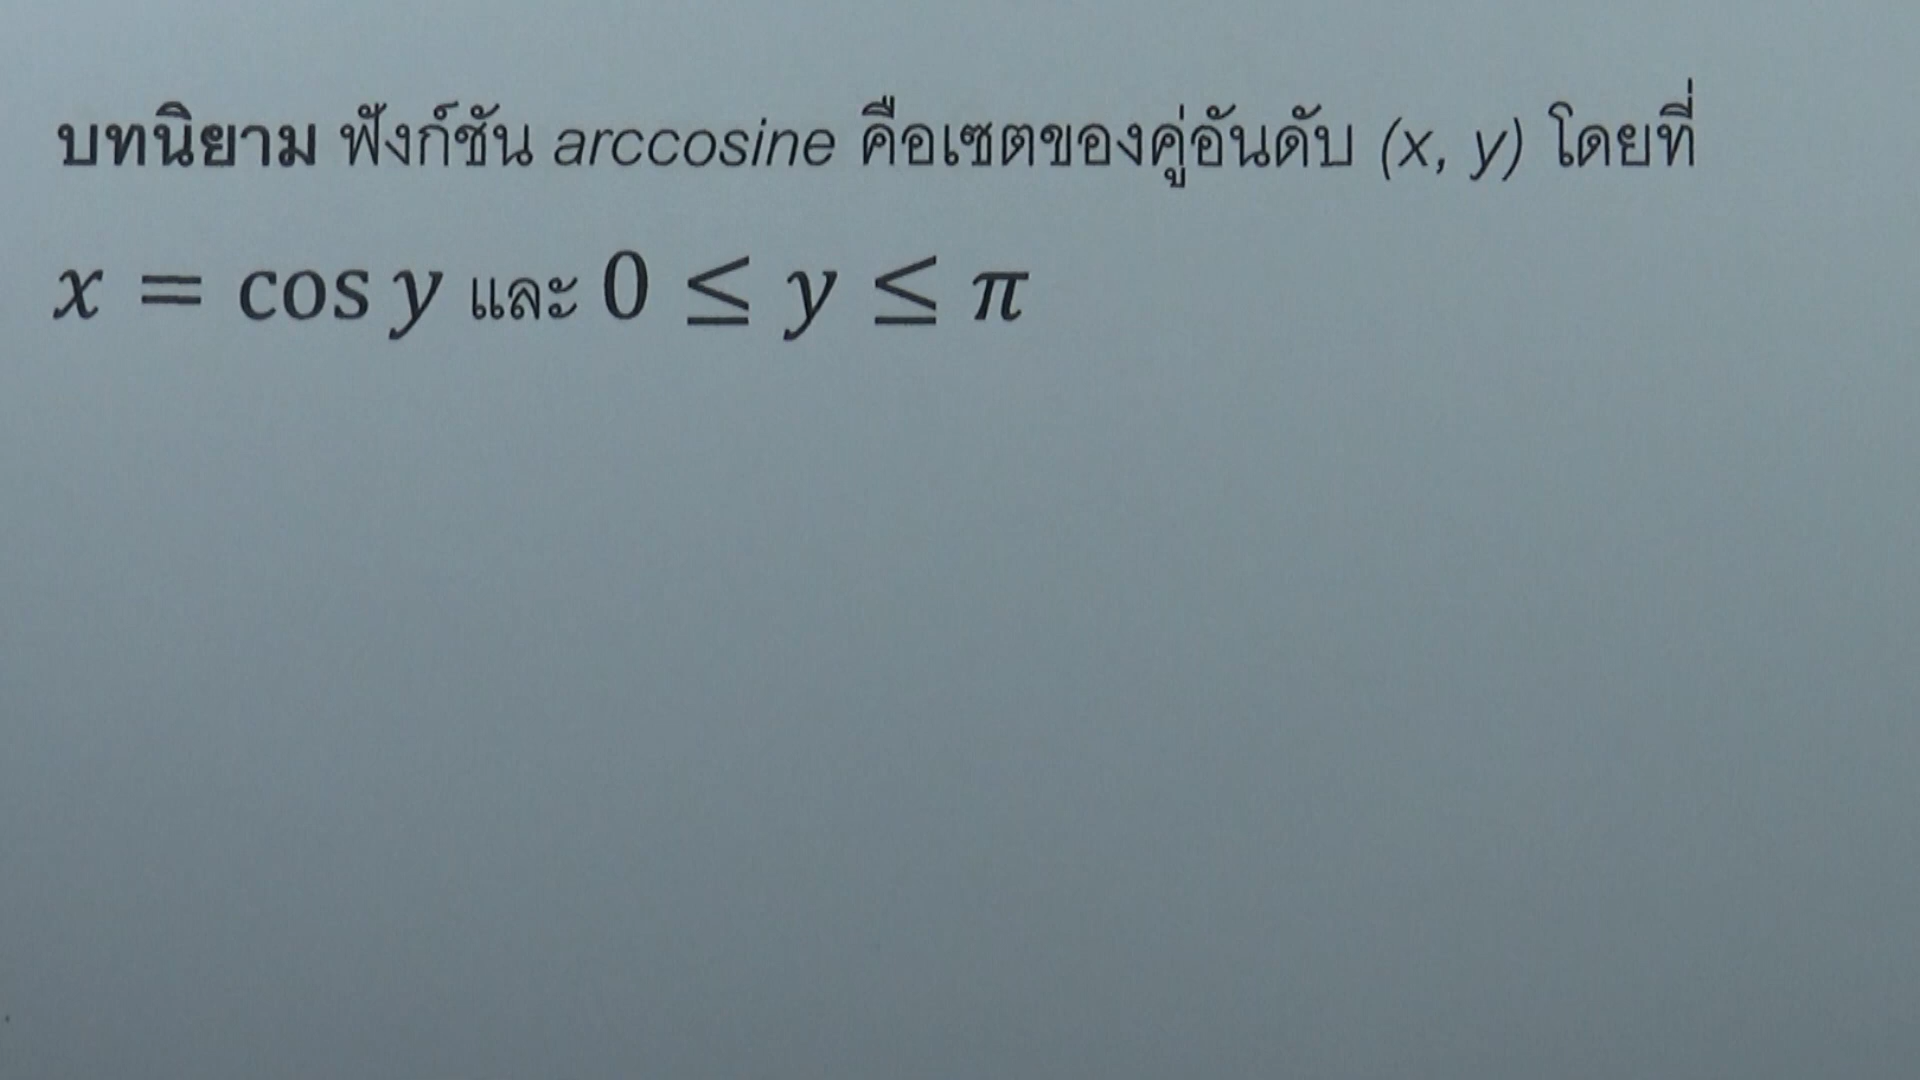 บทนิยาม ฟังก์ชัน arccosine คือเซตของคู่อันดับ (x, y) โดยที่
x = cos y และ 0 ≤ y ≤ π